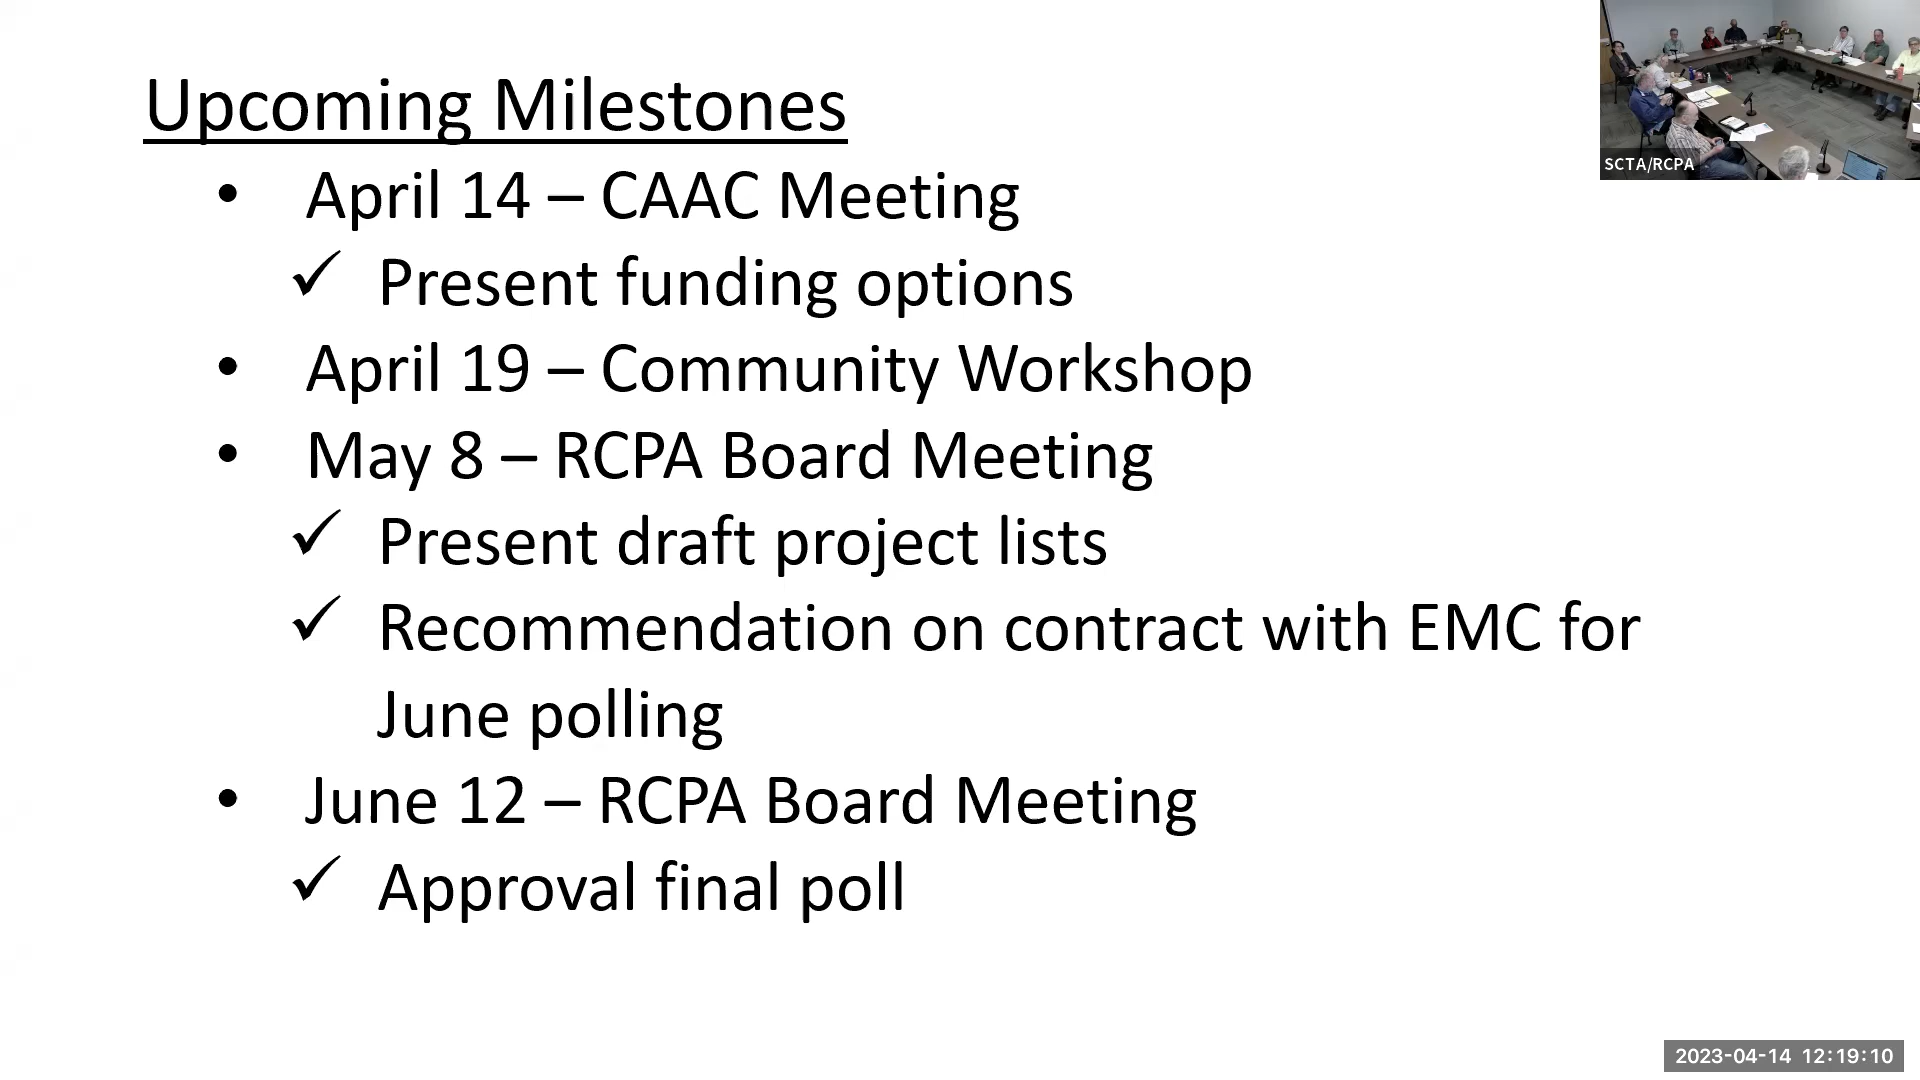 Upcoming Milestones
• April 14 – CAAC Meeting
✓ Present funding options
• April 19 – Community Workshop
• May 8 – RCPA Board Meeting
✓ Present draft project lists
✓ Recommendation on contract with EMC for
June polling
• June 12 – RCPA Board Meeting
✓ Approval final poll
SCTA/RCPA
2023-04-14 12:19:10